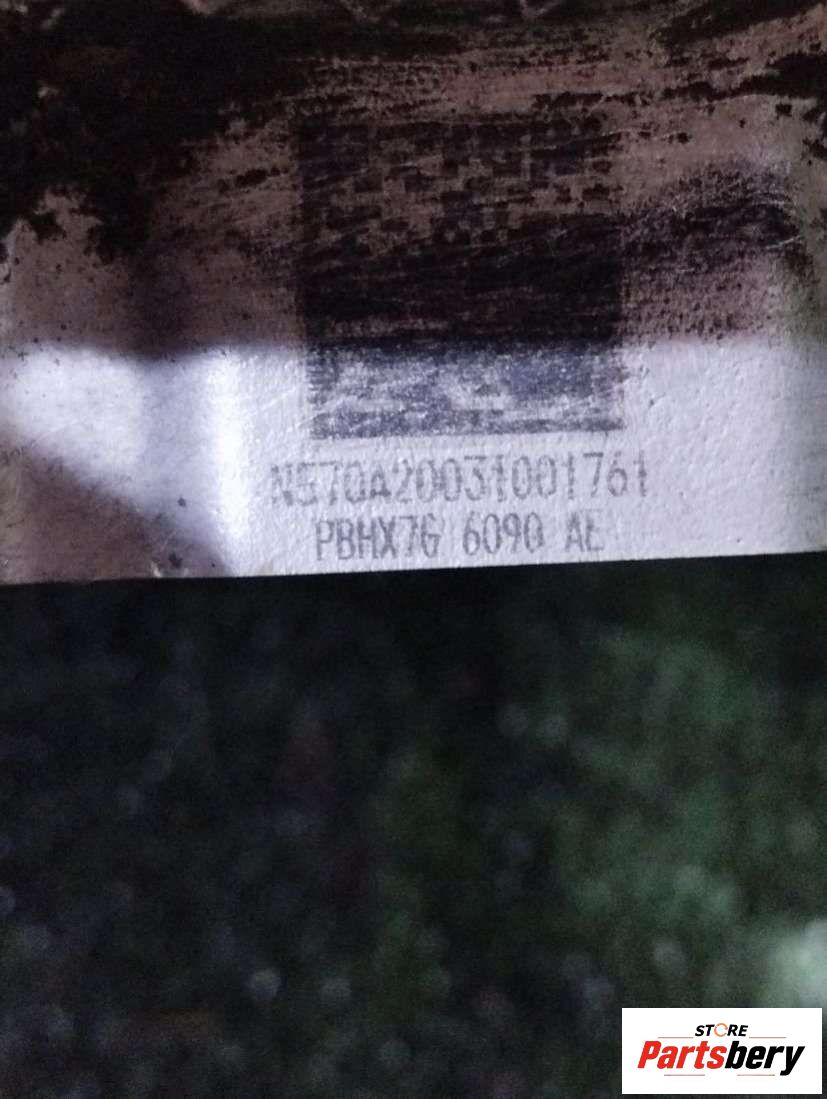 N570A20031001761
PBHX7G 6090 AE
STORE
Partsbery